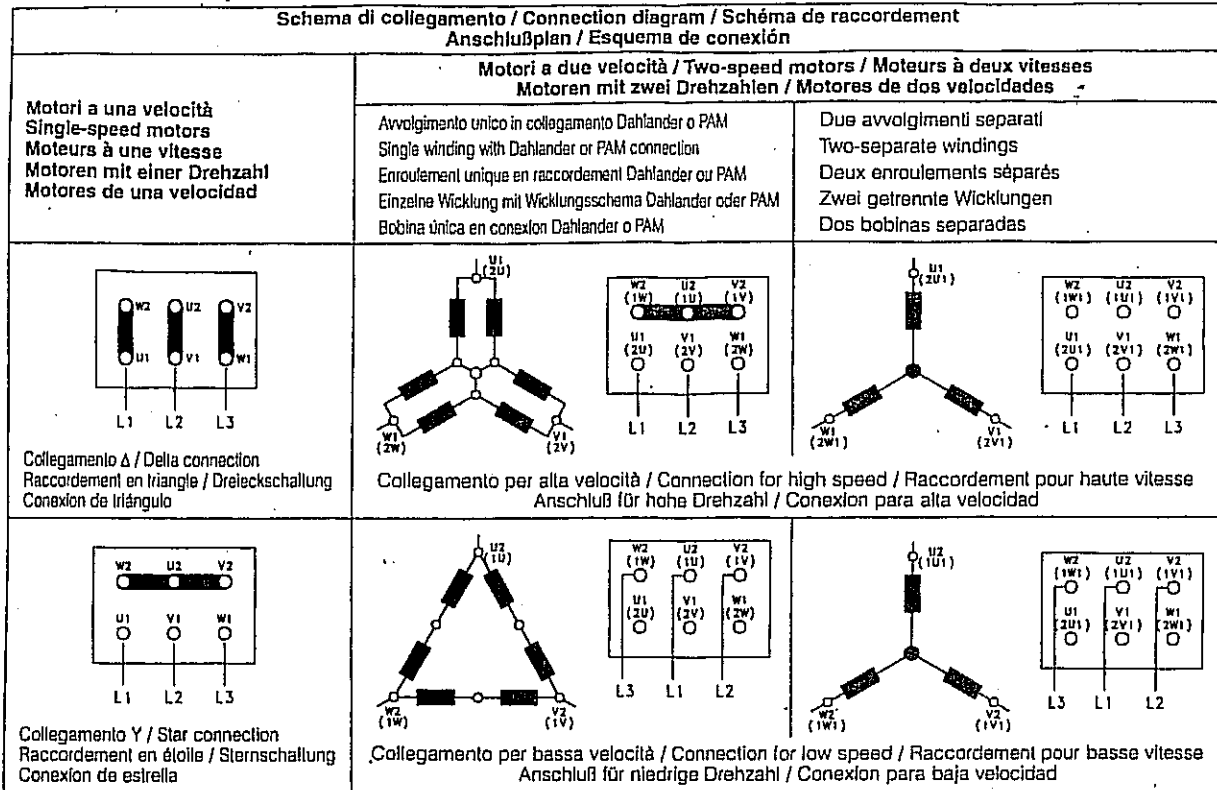 Schema di collegamento / Connection diagram / Schéma de raccordement
Anschlußplan / Esquema de conexión
Motori a una velocità
Single-speed motors
Moteurs à une vitesse
Motoren mit einer Drehzahl
Motores de una velocidad
Motori a due velocità / Two-speed motors / Moteurs à deux vitesses
Motoren mit zwei Drehzahlen / Motores de dos velocidades
Avvolgimento unico in collegamento Dahlander o PAM
Single winding with Dahlander or PAM connection
Enroulement unique en raccordement Dahlander ou PAM
Einzelne Wicklung mit Wicklungsschema Dahlander oder PAM
Bobina única en conexion Dahlander o PAM
Due avvolgimenti separati
Two-separate windings
Deux enroulements séparés
Zwei getrennte Wicklungen
Dos bobinas separadas
W2 U2 V2
U1 V1 W1
L1 L2 L3
Collegamento Δ / Delta connection
Raccordement en triangle / Dreieckschaltung
Conexion de triángulo
U1
(2U)
W1
(2W)
V1
(2V)
W2 U2 V2
(1W) (1U) (1V)
U1 V1 W1
(2U) (2V) (2W)
L1 L2 L3
U1
(2U1)
W1
(2W1)
V1
(2V1)
W2 U2 V2
(1W1) (1U1) (1V1)
U1 V1 W1
(2U1) (2V1) (2W1)
L1 L2 L3
Collegamento per alta velocità / Connection for high speed / Raccordement pour haute vitesse
Anschluß für hohe Drehzahl / Conexion para alta velocidad
W2 U2 V2
U1 V1 W1
L1 L2 L3
Collegamento Y / Star connection
Raccordement en étoile / Sternschaltung
Conexion de estrella
U2
(1U)
W2
(1W)
V2
(1V)
W2 U2 V2
(1W) (1U) (1V)
U1 V1 W1
(2U) (2V) (2W)
L3 L1 L2
U2
(1U1)
W2
(1W1)
V2
(1V1)
W2 U2 V2
(1W1) (1U1) (1V1)
U1 V1 W1
(2U1) (2V1) (2W1)
L3 L1 L2
Collegamento per bassa velocità / Connection for low speed / Raccordement pour basse vitesse
Anschluß für niedrige Drehzahl / Conexion para baja velocidad